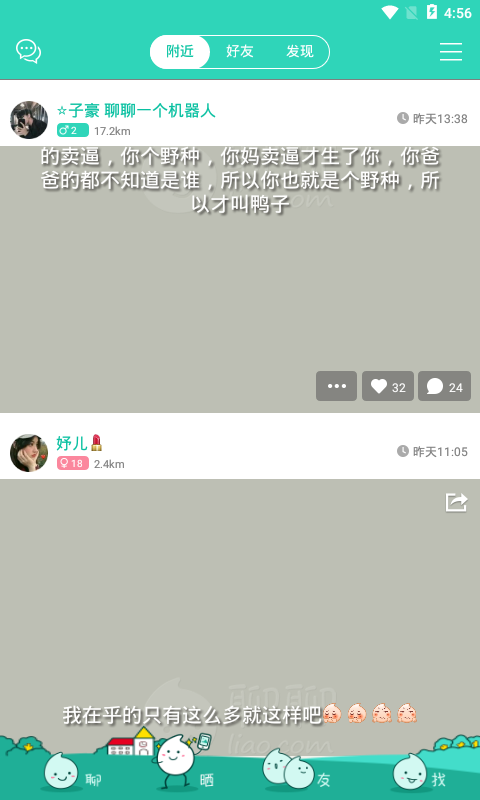 4:56
附近
好友
发现
☆子豪 聊聊一个机器人
♂2 17.2km
昨天13:38
的卖逼，你个野种，你妈卖逼才生了你，你爸
爸的都不知道是谁，所以你也就是个野种，所
以才叫鸭子
32
24
妤儿💄
♀18 2.4km
昨天11:05
我在乎的只有这么多就这样吧
liao.com
聊
晒
友
找